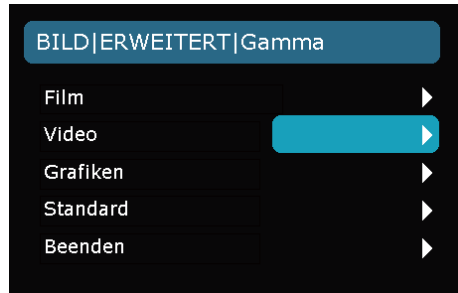 BILD|ERWEITERT|Gamma
Film
Video
Grafiken
Standard
Beenden